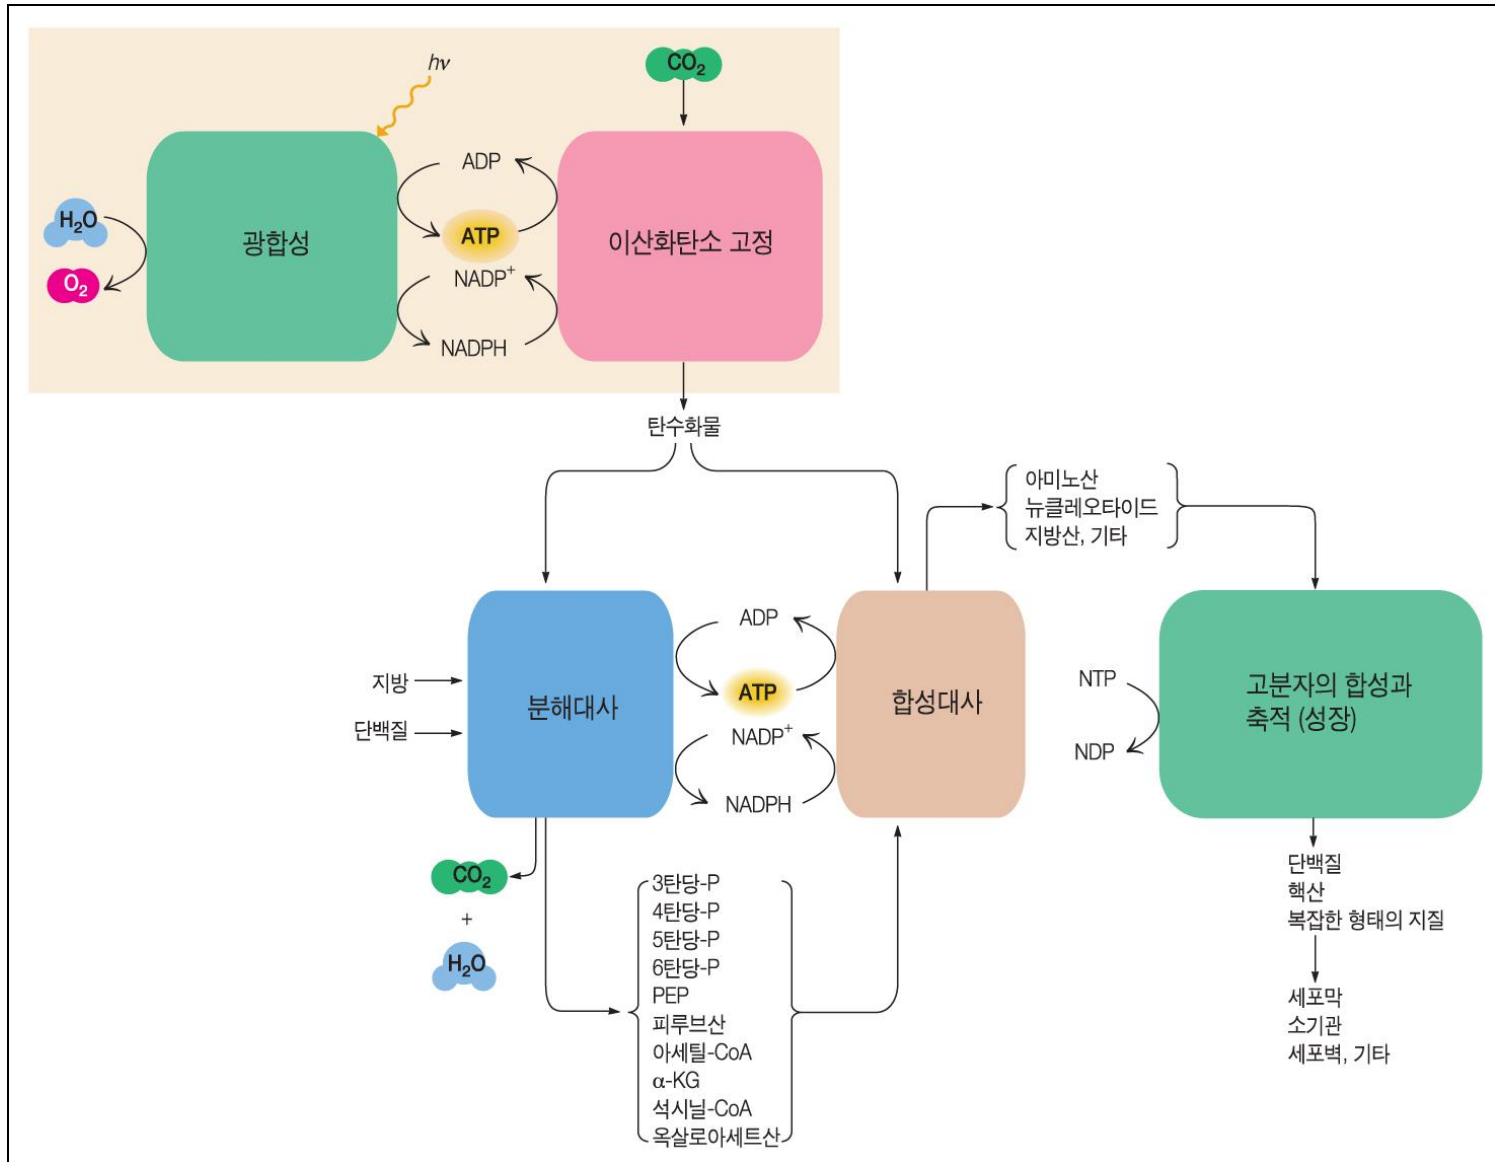 hν
CO₂
ADP
H₂O
광합성
ATP
이산화탄소 고정
O₂
NADP⁺
NADPH
탄수화물
아미노산
뉴클레오타이드
지방산, 기타
ADP
지방
분해대사
ATP
합성대사
NTP
고분자의 합성과
축적 (성장)
단백질
NADP⁺
NDP
NADPH
CO₂
+
H₂O
3탄당-P
4탄당-P
5탄당-P
6탄당-P
PEP
피루브산
아세틸-CoA
α-KG
석시닐-CoA
옥살로아세트산
단백질
핵산
복잡한 형태의 지질
세포막
소기관
세포벽, 기타